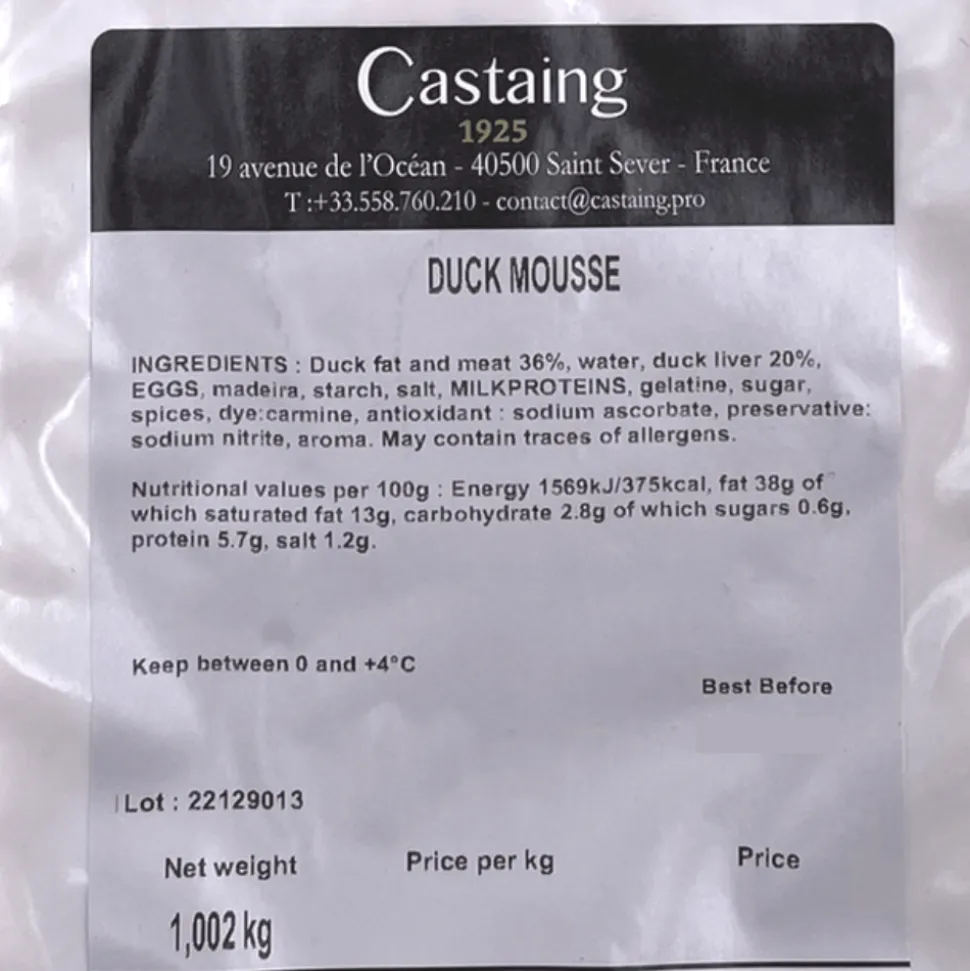 Castaing
1925
19 avenue de l'Océan - 40500 Saint Sever - France
T :+33.558.760.210 - contact@castaing.pro
DUCK MOUSSE
INGREDIENTS : Duck fat and meat 36%, water, duck liver 20%,
EGGS, madeira, starch, salt, MILKPROTEINS, gelatine, sugar,
spices, dye:carmine, antioxidant : sodium ascorbate, preservative:
sodium nitrite, aroma. May contain traces of allergens.
Nutritional values per 100g : Energy 1569kJ/375kcal, fat 38g of
which saturated fat 13g, carbohydrate 2.8g of which sugars 0.6g,
protein 5.7g, salt 1.2g.
Keep between 0 and +4°C
Best Before
Lot : 22129013
Net weight Price per kg Price
1,002 kg